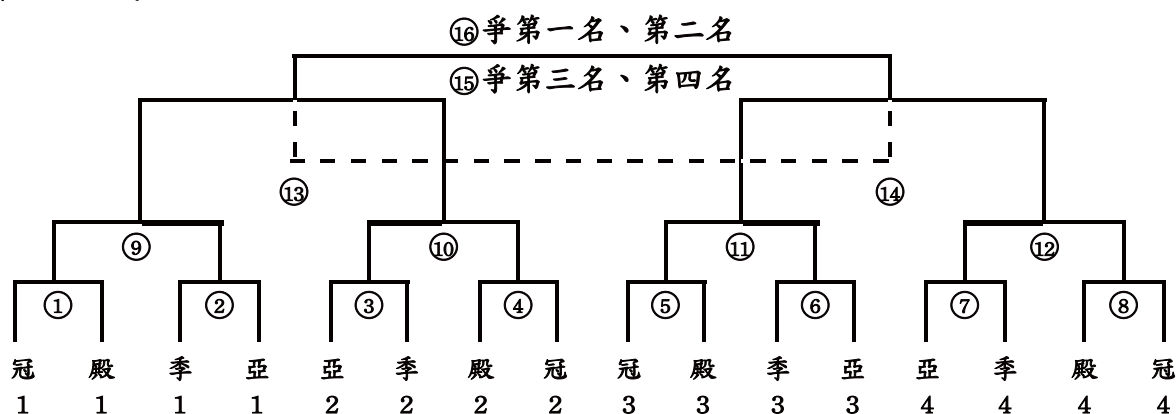 ⑯爭第一名、第二名
⑮爭第三名、第四名
⑬ ⑭
⑨ ⑩ ⑪ ⑫
① ② ③ ④ ⑤ ⑥ ⑦ ⑧
冠 殿 季 亞 亞 季 殿 冠 冠 殿 季 亞 亞 季 殿 冠
1 1 1 1 2 2 2 2 3 3 3 3 4 4 4 4